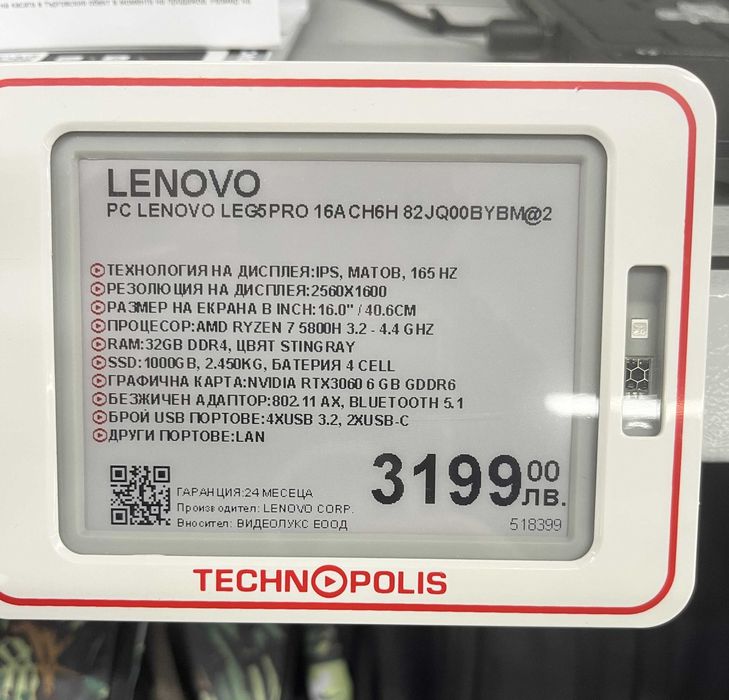 LENOVO
PC LENOVO LEG5PRO 16ACH6H 82JQ00BYBM@2
ТЕХНОЛОГИЯ НА ДИСПЛЕЯ:IPS, МАТОВ, 165 HZ
РЕЗОЛЮЦИЯ НА ДИСПЛЕЯ:2560X1600
РАЗМЕР НА ЕКРАНА В INCH:16.0" / 40.6CM
ПРОЦЕСОР:AMD RYZEN 7 5800H 3.2 - 4.4 GHZ
RAM:32GB DDR4, ЦВЯТ STINGRAY
SSD:1000GB, 2.450KG, БАТЕРИЯ 4 CELL
ГРАФИЧНА КАРТА:NVIDIA RTX3060 6 GB GDDR6
БЕЗЖИЧЕН АДАПТОР:802.11 AX, BLUETOOTH 5.1
БРОЙ USB ПОРТОВЕ:4XUSB 3.2, 2XUSB-C
ДРУГИ ПОРТОВЕ:LAN
3199 00 лв.
ГАРАНЦИЯ:24 МЕСЕЦА
Производител: LENOVO CORP.
Вносител: ВИДЕОЛУКС ЕООД
518399
TECHNOPOLIS